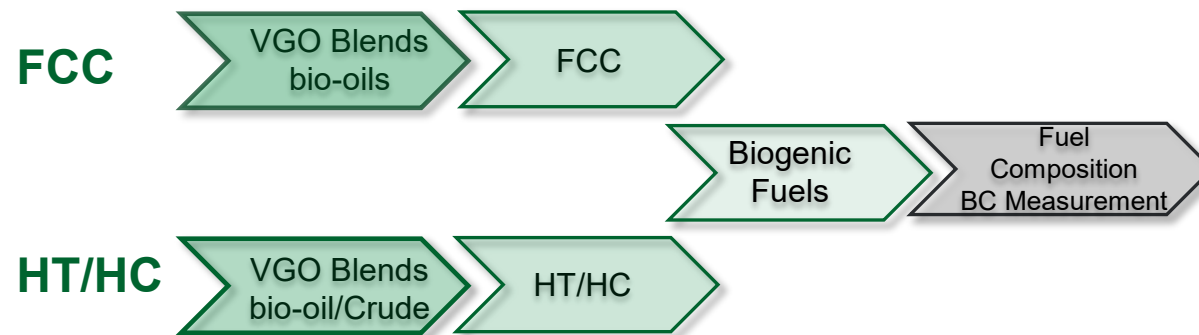 FCC
VGO Blends
bio-oils
FCC
Biogenic
Fuels
Fuel
Composition
BC Measurement
HT/HC
VGO Blends
bio-oil/Crude
HT/HC